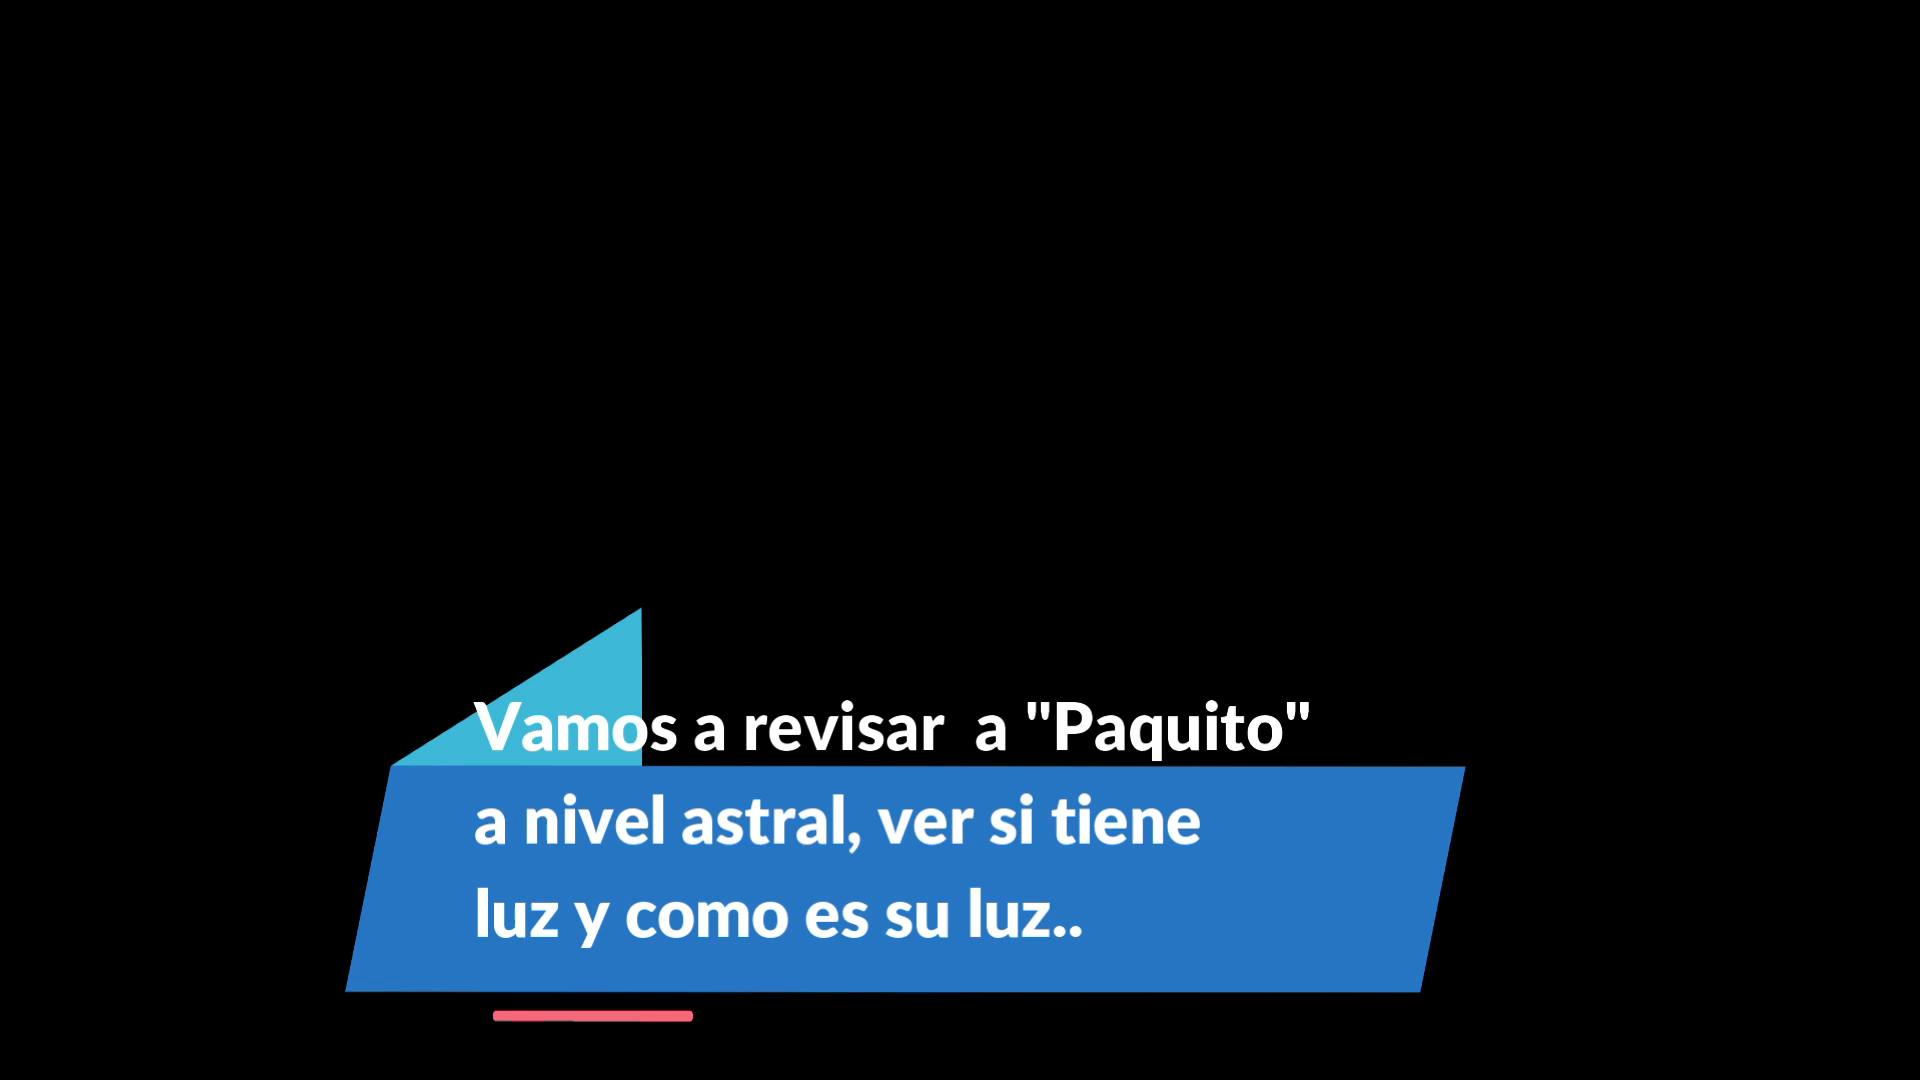 Vamos a revisar  a "Paquito"
a nivel astral, ver si tiene
luz y como es su luz..